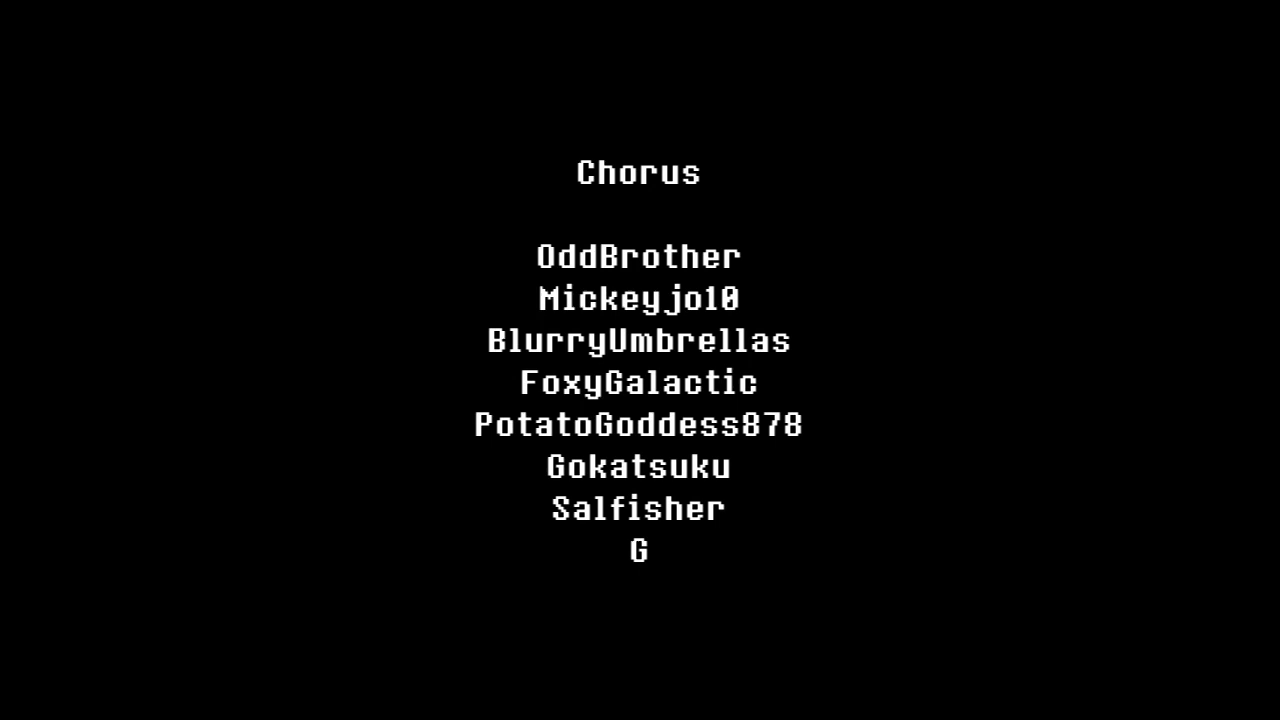 Chorus
OddBrother
Mickeyjo10
BlurryUmbrellas
FoxyGalactic
PotatoGoddess878
Gokatsuku
Salfisher
G